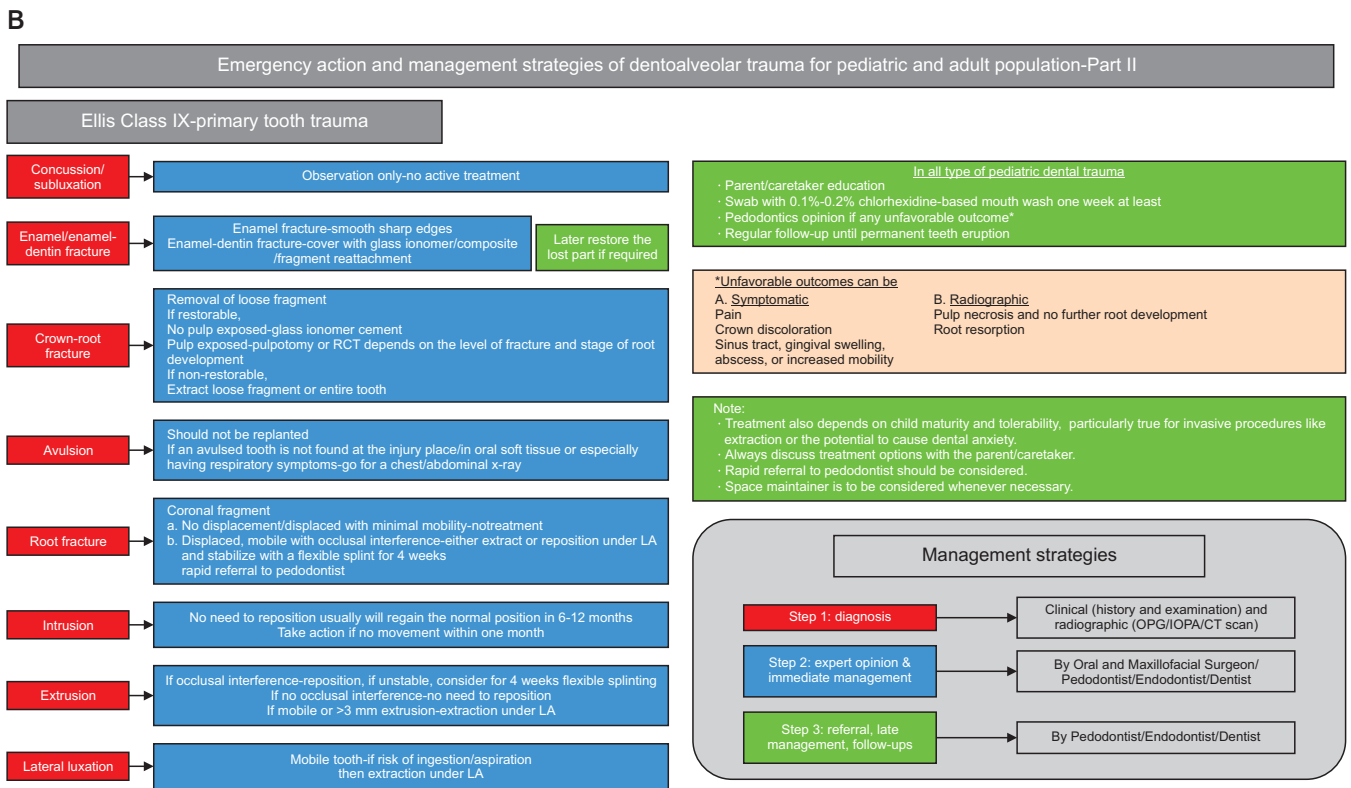 B
Emergency action and management strategies of dentoalveolar trauma for pediatric and adult population-Part II
Ellis Class IX-primary tooth trauma
Concussion/
subluxation
Observation only-no active treatment
Enamel/enamel-
dentin fracture
Enamel fracture-smooth sharp edges
Enamel-dentin fracture-cover with glass ionomer/composite
/fragment reattachment
Later restore the
lost part if required
Crown-root
fracture
Removal of loose fragment
If restorable,
No pulp exposed-glass ionomer cement
Pulp exposed-pulpotomy or RCT depends on the level of fracture and stage of root
development
If non-restorable,
Extract loose fragment or entire tooth
Avulsion
Should not be replanted
If an avulsed tooth is not found at the injury place/in oral soft tissue or especially
having respiratory symptoms-go for a chest/abdominal x-ray
Root fracture
Coronal fragment
a. No displacement/displaced with minimal mobility-notreatment
b. Displaced, mobile with occlusal interference-either extract or reposition under LA
and stabilize with a flexible splint for 4 weeks
rapid referral to pedodontist
Intrusion
No need to reposition usually will regain the normal position in 6-12 months
Take action if no movement within one month
Extrusion
If occlusal interference-reposition, if unstable, consider for 4 weeks flexible splinting
If no occlusal interference-no need to reposition
If mobile or >3 mm extrusion-extraction under LA
Lateral luxation
Mobile tooth-if risk of ingestion/aspiration
then extraction under LA
In all type of pediatric dental trauma
· Parent/caretaker education
· Swab with 0.1%-0.2% chlorhexidine-based mouth wash one week at least
· Pedodontics opinion if any unfavorable outcome*
· Regular follow-up until permanent teeth eruption
*Unfavorable outcomes can be
A. Symptomatic
Pain
Crown discoloration
Sinus tract, gingival swelling,
abscess, or increased mobility
B. Radiographic
Pulp necrosis and no further root development
Root resorption
Note:
· Treatment also depends on child maturity and tolerability, particularly true for invasive procedures like
extraction or the potential to cause dental anxiety.
· Always discuss treatment options with the parent/caretaker.
· Rapid referral to pedodontist should be considered.
· Space maintainer is to be considered whenever necessary.
Management strategies
Step 1: diagnosis
Clinical (history and examination) and
radiographic (OPG/IOPA/CT scan)
Step 2: expert opinion &
immediate management
By Oral and Maxillofacial Surgeon/
Pedodontist/Endodontist/Dentist
Step 3: referral, late
management, follow-ups
By Pedodontist/Endodontist/Dentist